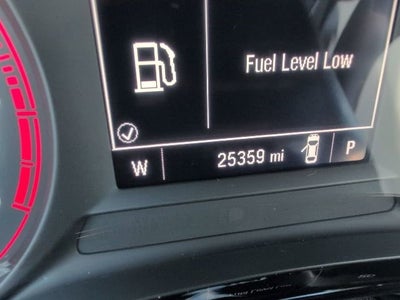 Fuel Level Low
W 25359 mi P